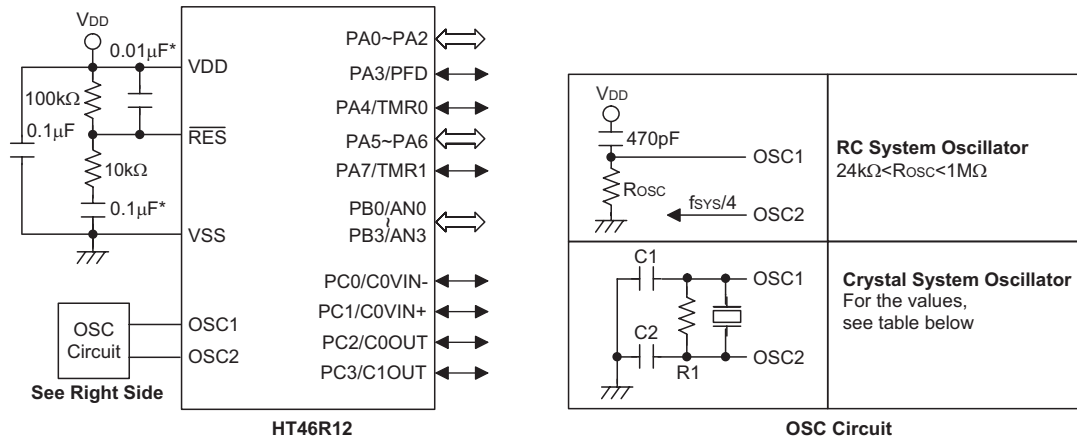 VDD
0.01µF*
100kΩ
0.1µF
10kΩ
0.1µF*
OSC
Circuit
See Right Side
VDD
R̅E̅S̅
VSS
OSC1
OSC2
PA0~PA2
PA3/PFD
PA4/TMR0
PA5~PA6
PA7/TMR1
PB0/AN0
~
PB3/AN3
PC0/C0VIN-
PC1/C0VIN+
PC2/C0OUT
PC3/C1OUT
HT46R12
VDD
470pF
ROSC
OSC1
fSYS/4
OSC2
RC System Oscillator
24kΩ<ROSC<1MΩ
C1
C2
R1
OSC1
OSC2
Crystal System Oscillator
For the values,
see table below
OSC Circuit